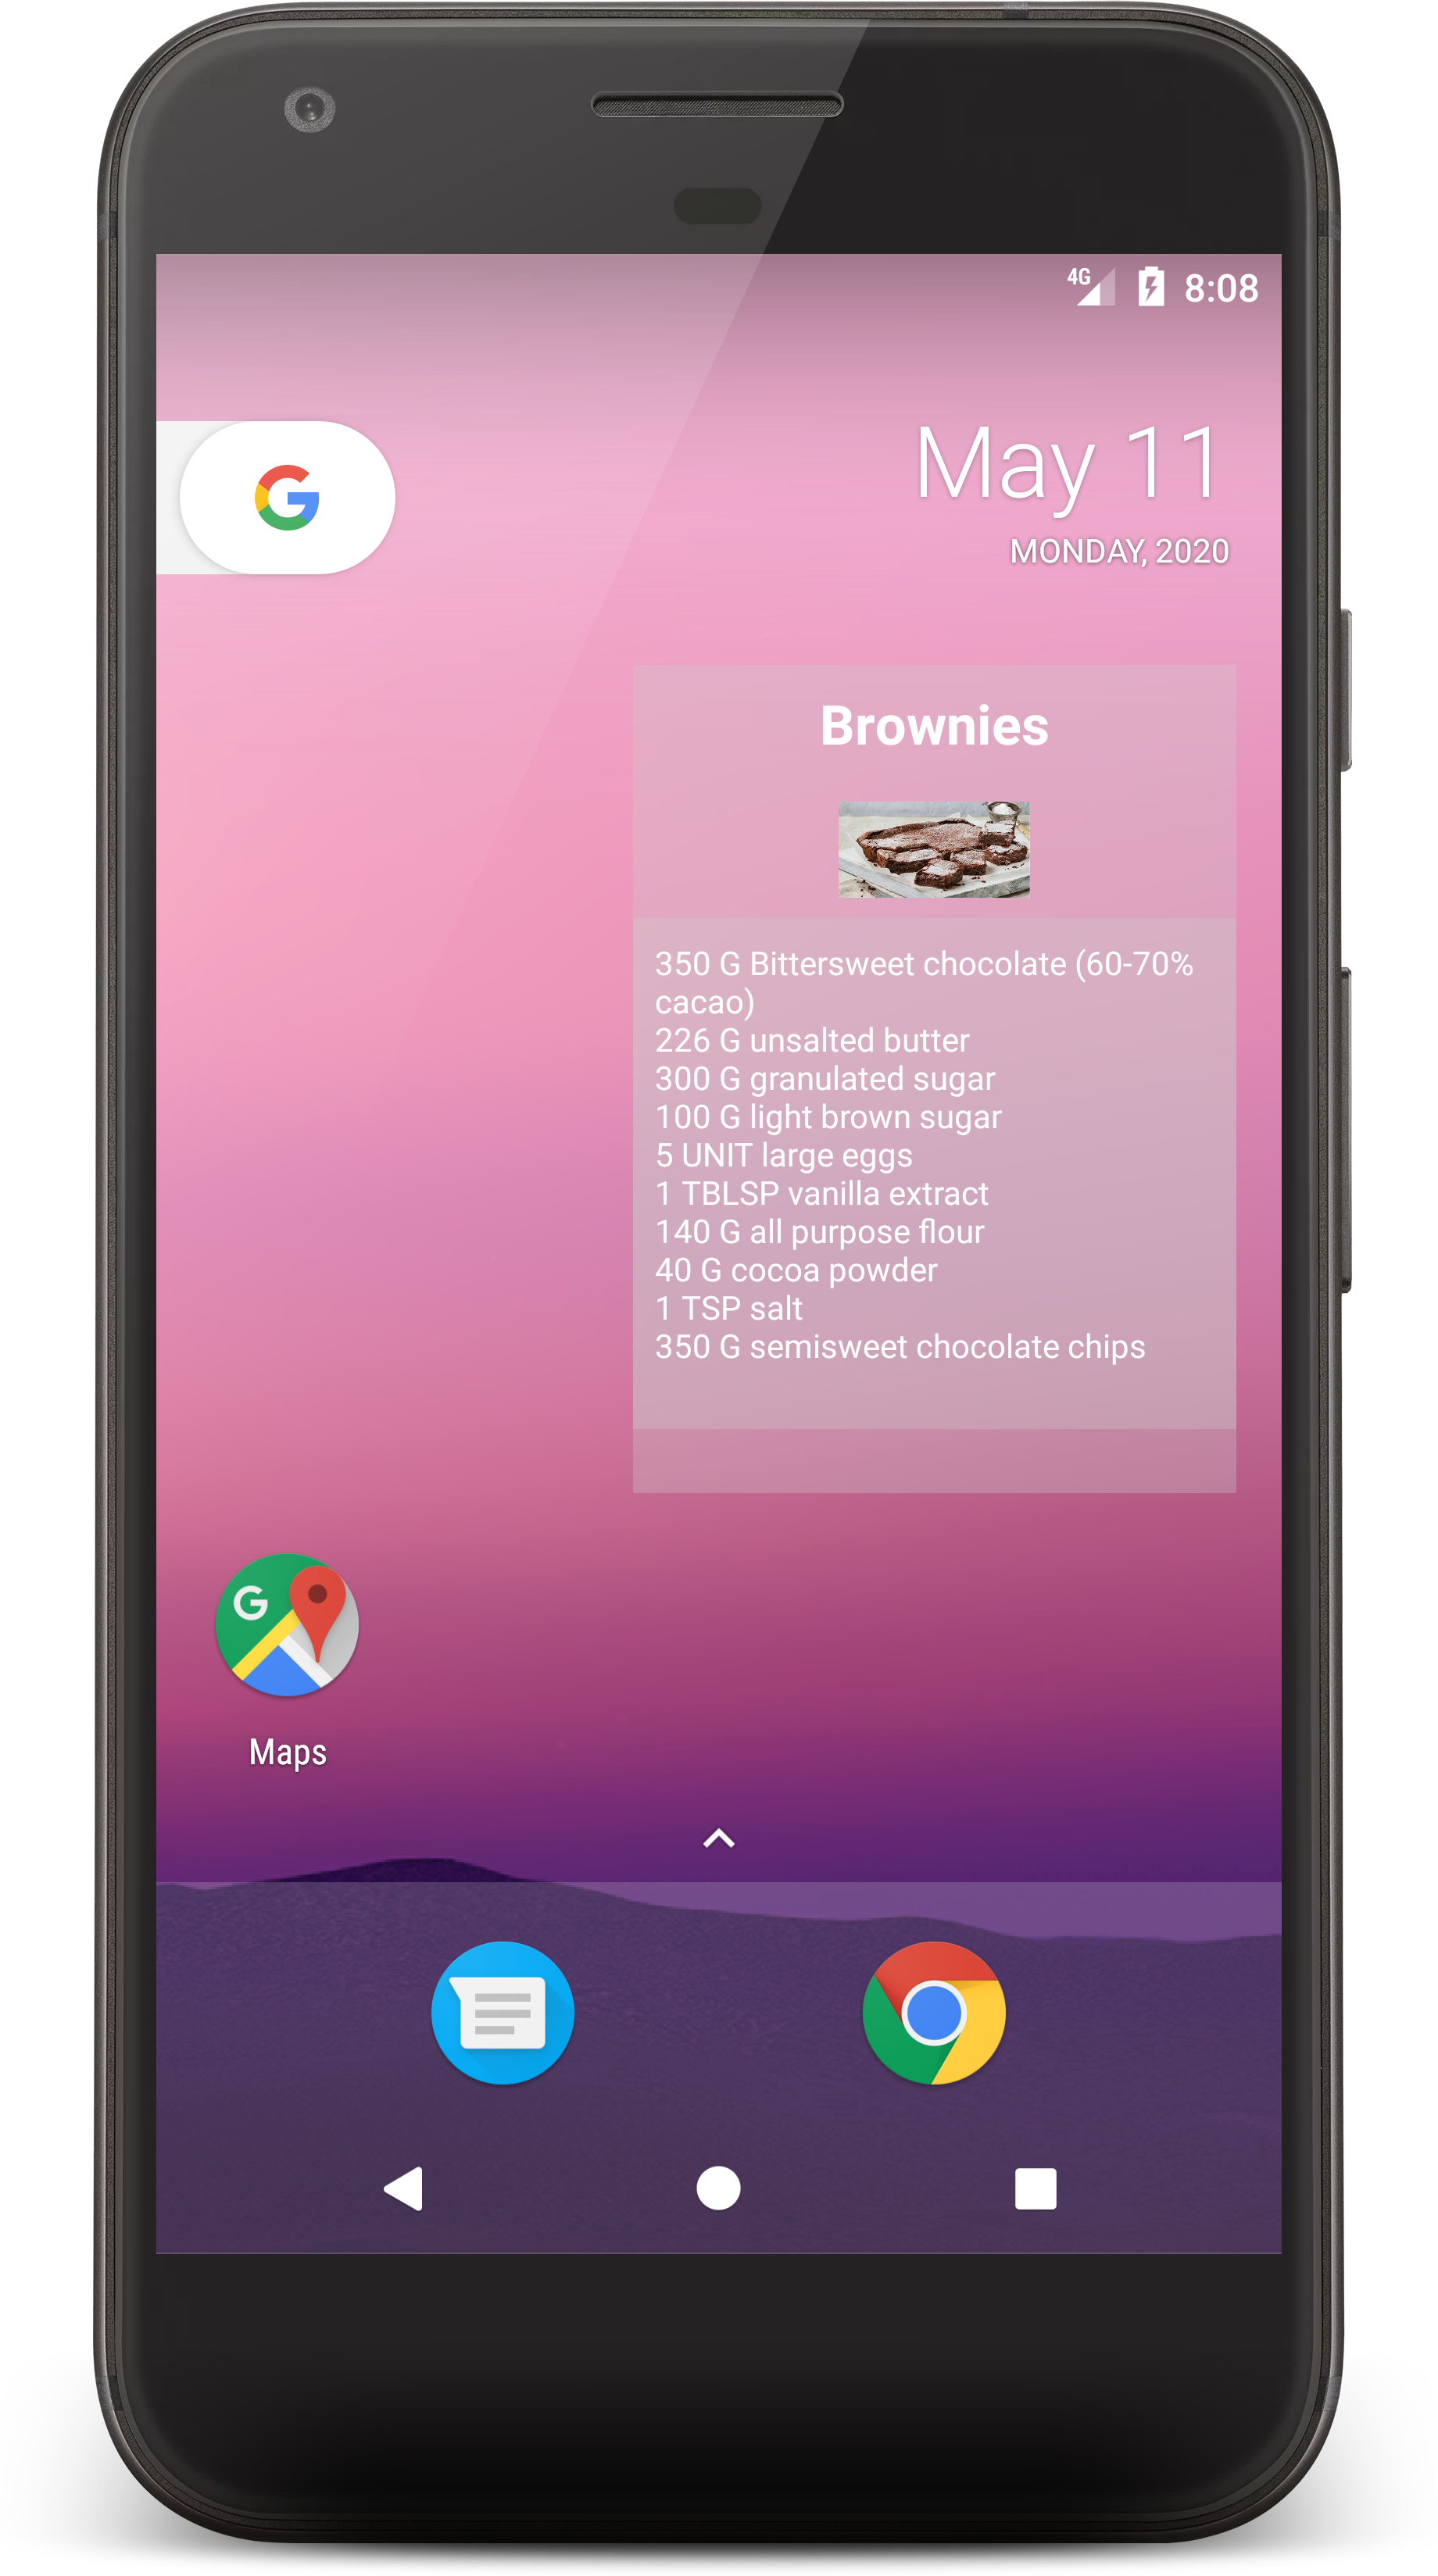 4G 8:08
May 11
MONDAY, 2020
Brownies
350 G Bittersweet chocolate (60-70%
cacao)
226 G unsalted butter
300 G granulated sugar
100 G light brown sugar
5 UNIT large eggs
1 TBLSP vanilla extract
140 G all purpose flour
40 G cocoa powder
1 TSP salt
350 G semisweet chocolate chips
Maps